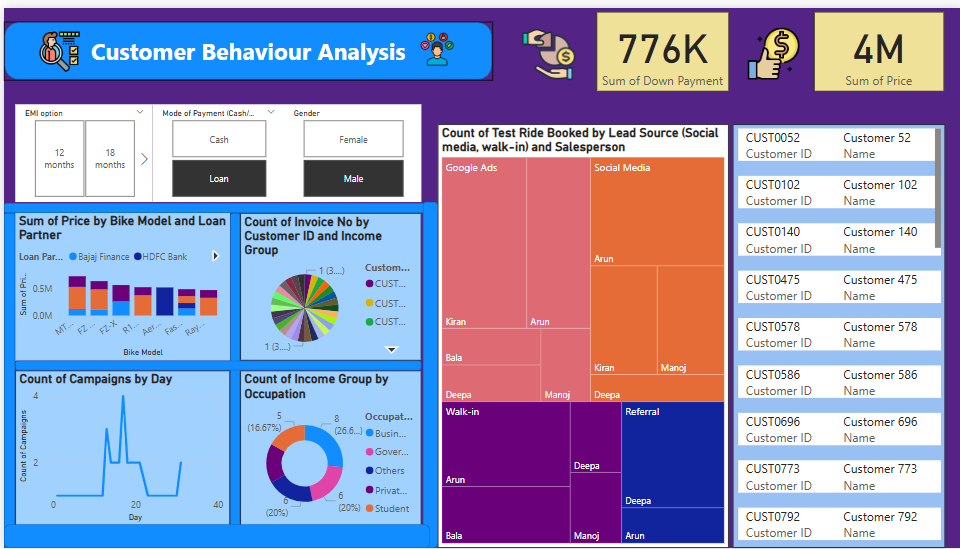 Customer Behaviour Analysis
776K
Sum of Down Payment
4M
Sum of Price
EMI option
12 months
18 months
Mode of Payment (Cash/...
Cash
Loan
Gender
Female
Male
Sum of Price by Bike Model and Loan
Partner
Loan Par... Bajaj Finance HDFC Bank
Sum of Pri...
0.5M
0.0M
MT... FZ ... FZ-X R1... Aer... Fas... Ray...
Bike Model
Count of Invoice No by
Customer ID and Income
Group
1 (3....)
1 (3....)
Custom...
CUST...
CUST...
CUST...
Count of Campaigns by Day
Count of Campaigns
4
2
0 20 40
Day
Count of Income Group by
Occupation
5
(16.67%)
8
(26.6...)
6
(20%)
6
(20%)
Occupat...
Busin...
Gover...
Others
Privat...
Student
Count of Test Ride Booked by Lead Source (Social
media, walk-in) and Salesperson
Google Ads
Kiran
Arun
Bala
Deepa
Manoj
Social Media
Arun
Kiran
Manoj
Deepa
Walk-in
Arun
Bala
Deepa
Manoj
Referral
Deepa
Arun
CUST0052 Customer 52
Customer ID Name
CUST0102 Customer 102
Customer ID Name
CUST0140 Customer 140
Customer ID Name
CUST0475 Customer 475
Customer ID Name
CUST0578 Customer 578
Customer ID Name
CUST0586 Customer 586
Customer ID Name
CUST0696 Customer 696
Customer ID Name
CUST0773 Customer 773
Customer ID Name
CUST0792 Customer 792
Customer ID Name